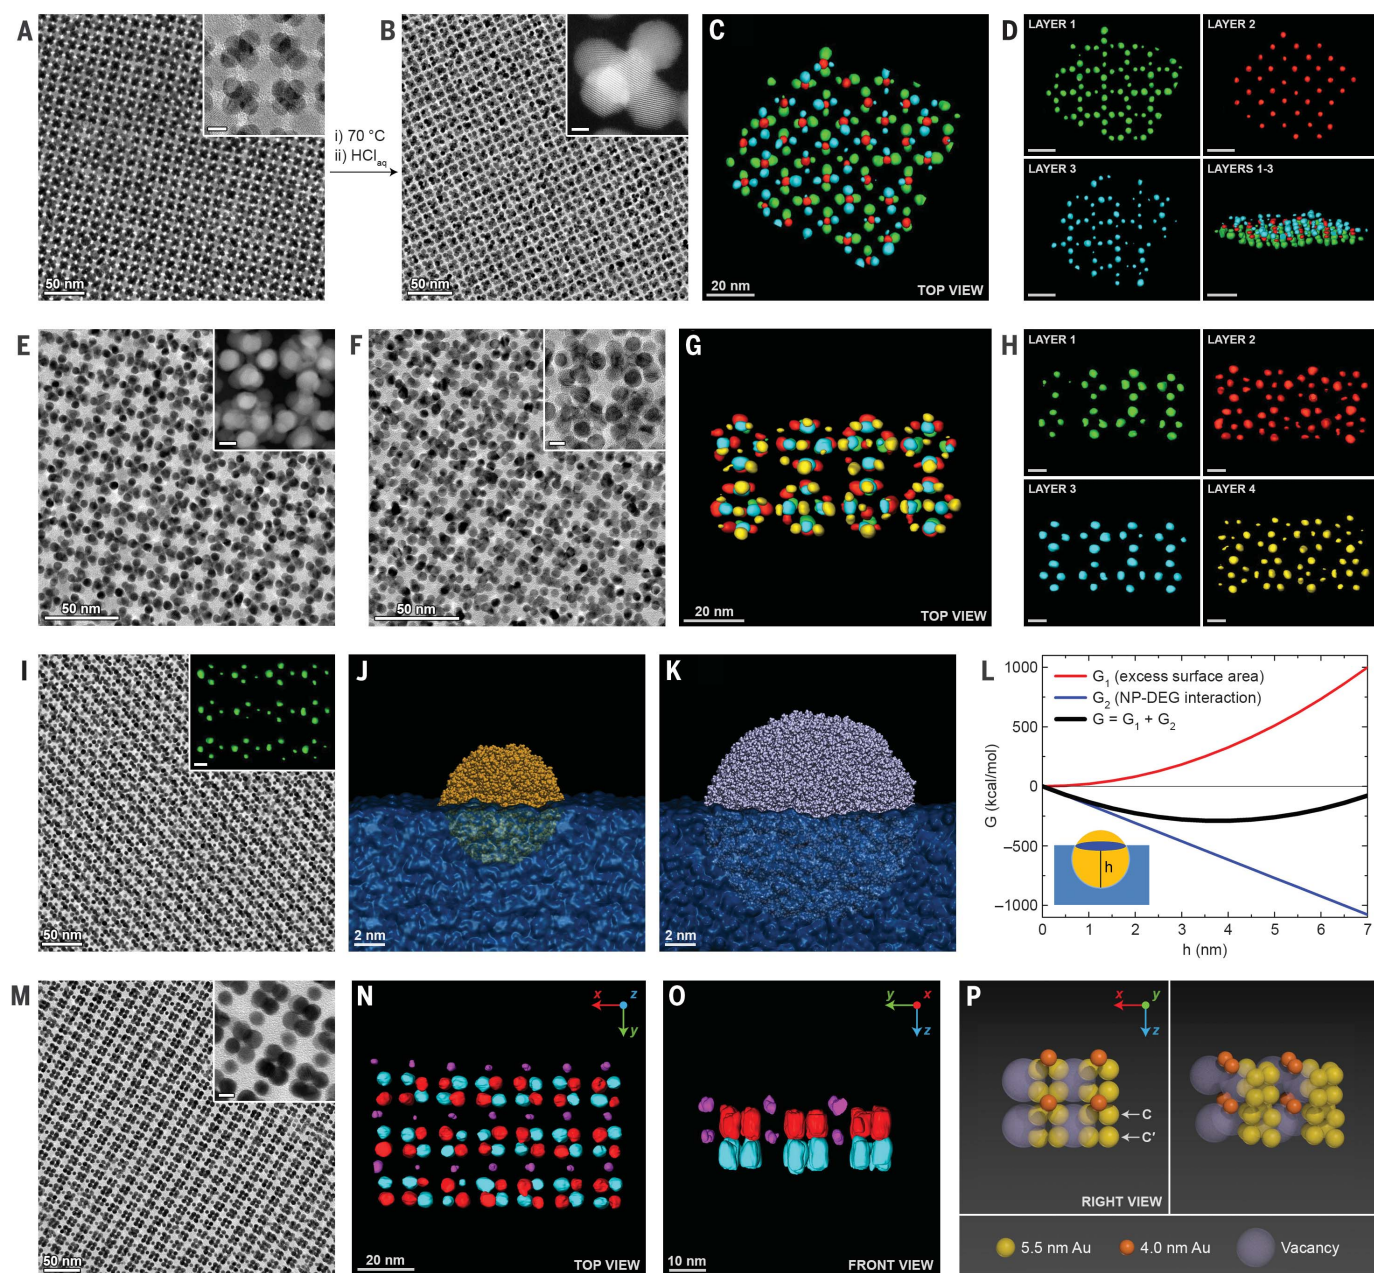 A
50 nm
i) 70 °C
ii) HClaq
B
50 nm
C
20 nm
TOP VIEW
D
LAYER 1
LAYER 2
LAYER 3
LAYERS 1-3
E
50 nm
F
50 nm
G
20 nm
TOP VIEW
H
LAYER 1
LAYER 2
LAYER 3
LAYER 4
I
50 nm
J
2 nm
K
2 nm
L
G (kcal/mol)
1000
500
0
−500
−1000
G1 (excess surface area)
G2 (NP-DEG interaction)
G = G1 + G2
h
0 1 2 3 4 5 6 7
h (nm)
M
50 nm
N
x z
y
20 nm
TOP VIEW
O
y x
z
10 nm
FRONT VIEW
P
x y
z
C
C′
RIGHT VIEW
5.5 nm Au
4.0 nm Au
Vacancy